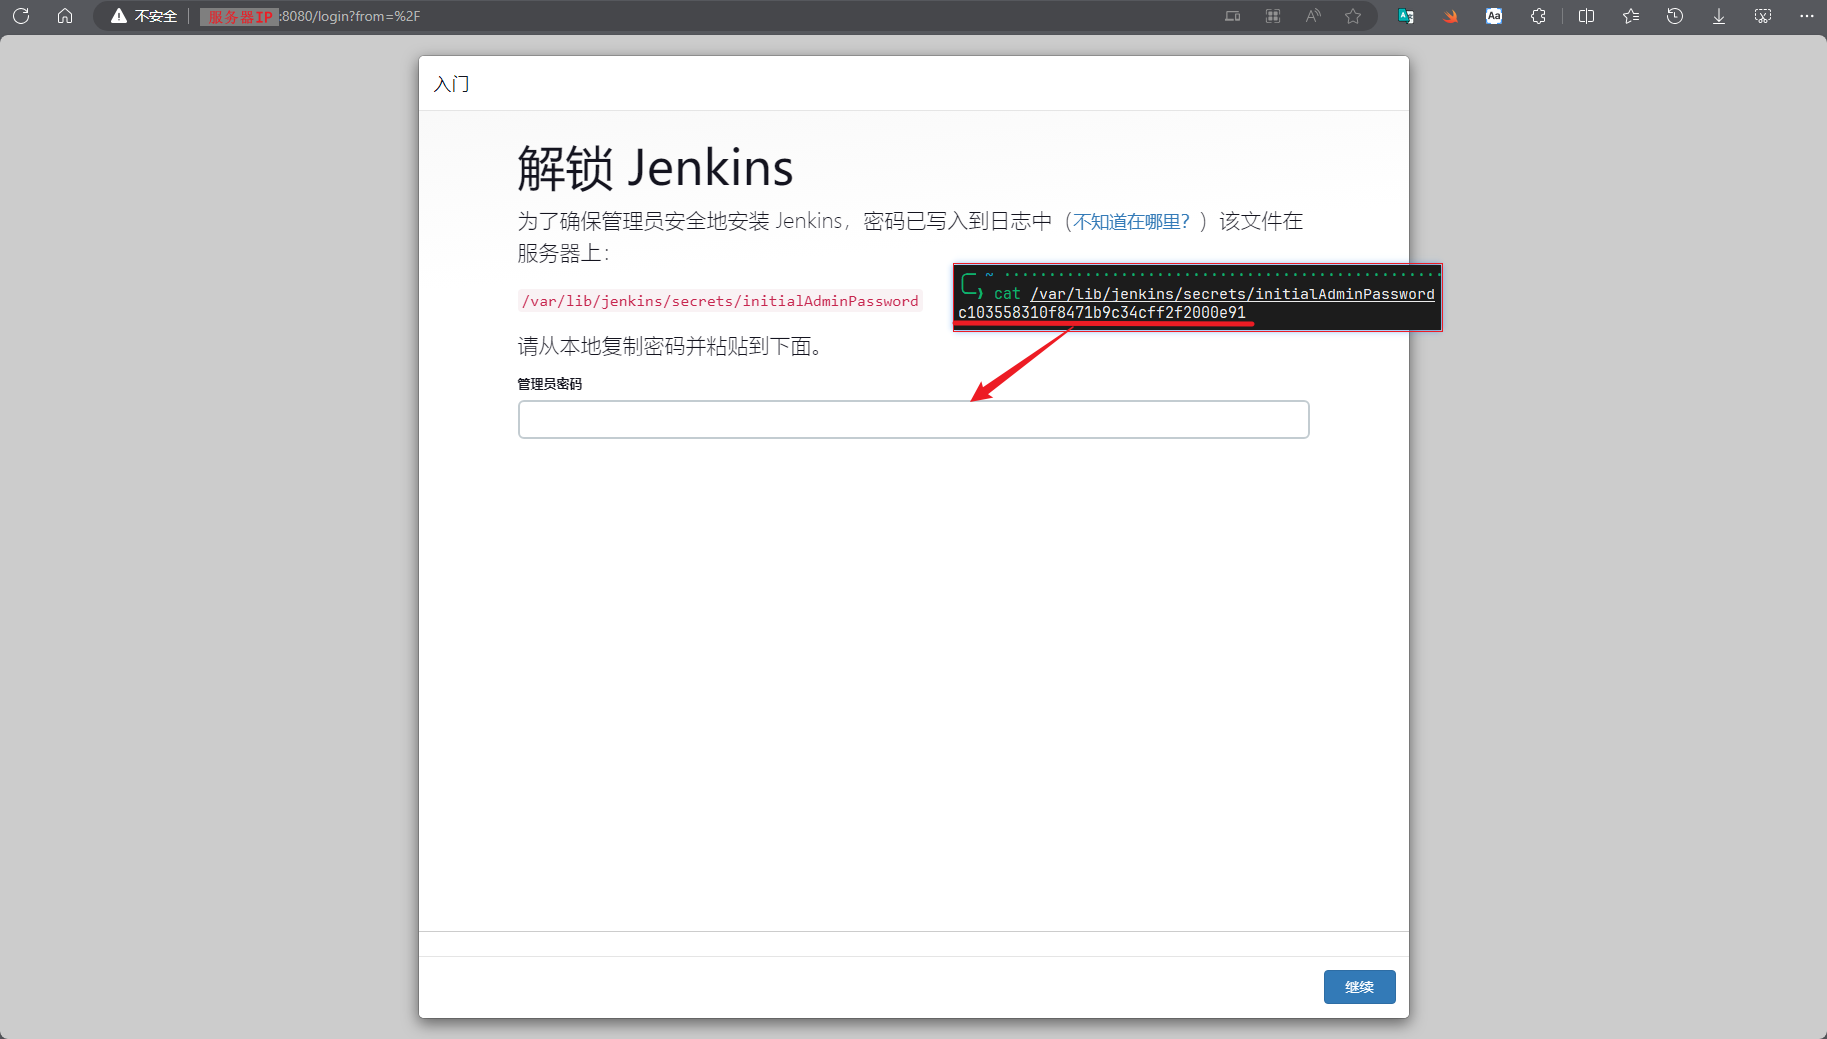 不安全 服务器IP:8080/login?from=%2F
入门
解锁 Jenkins
为了确保管理员安全地安装 Jenkins，密码已写入到日志中（不知道在哪里？）该文件在
服务器上：
/var/lib/jenkins/secrets/initialAdminPassword
~
cat /var/lib/jenkins/secrets/initialAdminPassword
c103558310f8471b9c34cff2f2000e91
请从本地复制密码并粘贴到下面。
管理员密码
继续